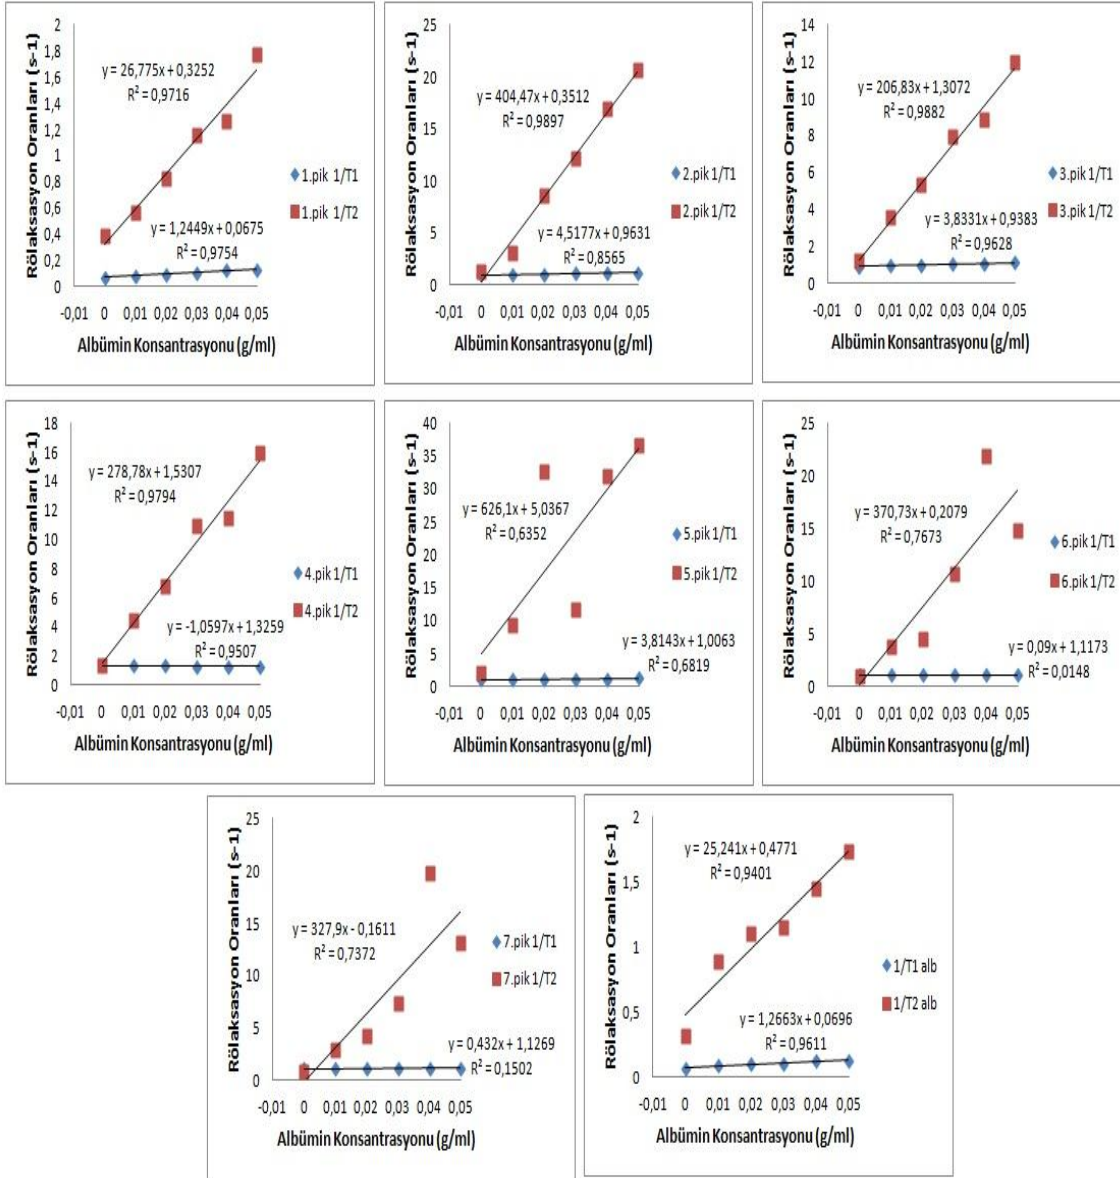 Rölaksasyon Oranları (s-1)
2
1,8
1,6
1,4
1,2
1
0,8
0,6
0,4
0,2
0
y = 26,775x + 0,3252
R² = 0,9716
y = 1,2449x + 0,0675
R² = 0,9754
1.pik 1/T1
1.pik 1/T2
-0,01 0 0,01 0,02 0,03 0,04 0,05
Albümin Konsantrasyonu (g/ml)
Rölaksasyon Oranları (s-1)
25
20
15
10
5
0
y = 404,47x + 0,3512
R² = 0,9897
y = 4,5177x + 0,9631
R² = 0,8565
2.pik 1/T1
2.pik 1/T2
-0,01 0 0,01 0,02 0,03 0,04 0,05
Albümin Konsantrasyonu (g/ml)
Rölaksasyon Oranları (s-1)
14
12
10
8
6
4
2
0
y = 206,83x + 1,3072
R² = 0,9882
y = 3,8331x + 0,9383
R² = 0,9628
3.pik 1/T1
3.pik 1/T2
-0,01 0 0,01 0,02 0,03 0,04 0,05
Albümin Konsantrasyonu (g/ml)
Rölaksasyon Oranları (s-1)
18
16
14
12
10
8
6
4
2
0
y = 278,78x + 1,5307
R² = 0,9794
y = -1,0597x + 1,3259
R² = 0,9507
4.pik 1/T1
4.pik 1/T2
-0,01 0 0,01 0,02 0,03 0,04 0,05
Albümin Konsantrasyonu (g/ml)
Rölaksasyon Oranları (s-1)
40
35
30
25
20
15
10
5
0
y = 626,1x + 5,0367
R² = 0,6352
y = 3,8143x + 1,0063
R² = 0,6819
5.pik 1/T1
5.pik 1/T2
-0,01 0 0,01 0,02 0,03 0,04 0,05
Albümin Konsantrasyonu (g/ml)
Rölaksasyon Oranları (s-1)
25
20
15
10
5
0
y = 370,73x + 0,2079
R² = 0,7673
y = 0,09x + 1,1173
R² = 0,0148
6.pik 1/T1
6.pik 1/T2
-0,01 0 0,01 0,02 0,03 0,04 0,05
Albümin Konsantrasyonu (g/ml)
Rölaksasyon Oranları (s-1)
25
20
15
10
5
0
y = 327,9x - 0,1611
R² = 0,7372
y = 0,432x + 1,1269
R² = 0,1502
7.pik 1/T1
7.pik 1/T2
-0,01 0 0,01 0,02 0,03 0,04 0,05
Albümin Konsantrasyonu (g/ml)
Rölaksasyon Oranları (s-1)
2
1,5
1
0,5
0
y = 25,241x + 0,4771
R² = 0,9401
y = 1,2663x + 0,0696
R² = 0,9611
1/T1 alb
1/T2 alb
-0,01 0 0,01 0,02 0,03 0,04 0,05
Albümin Konsantrasyonu (g/ml)